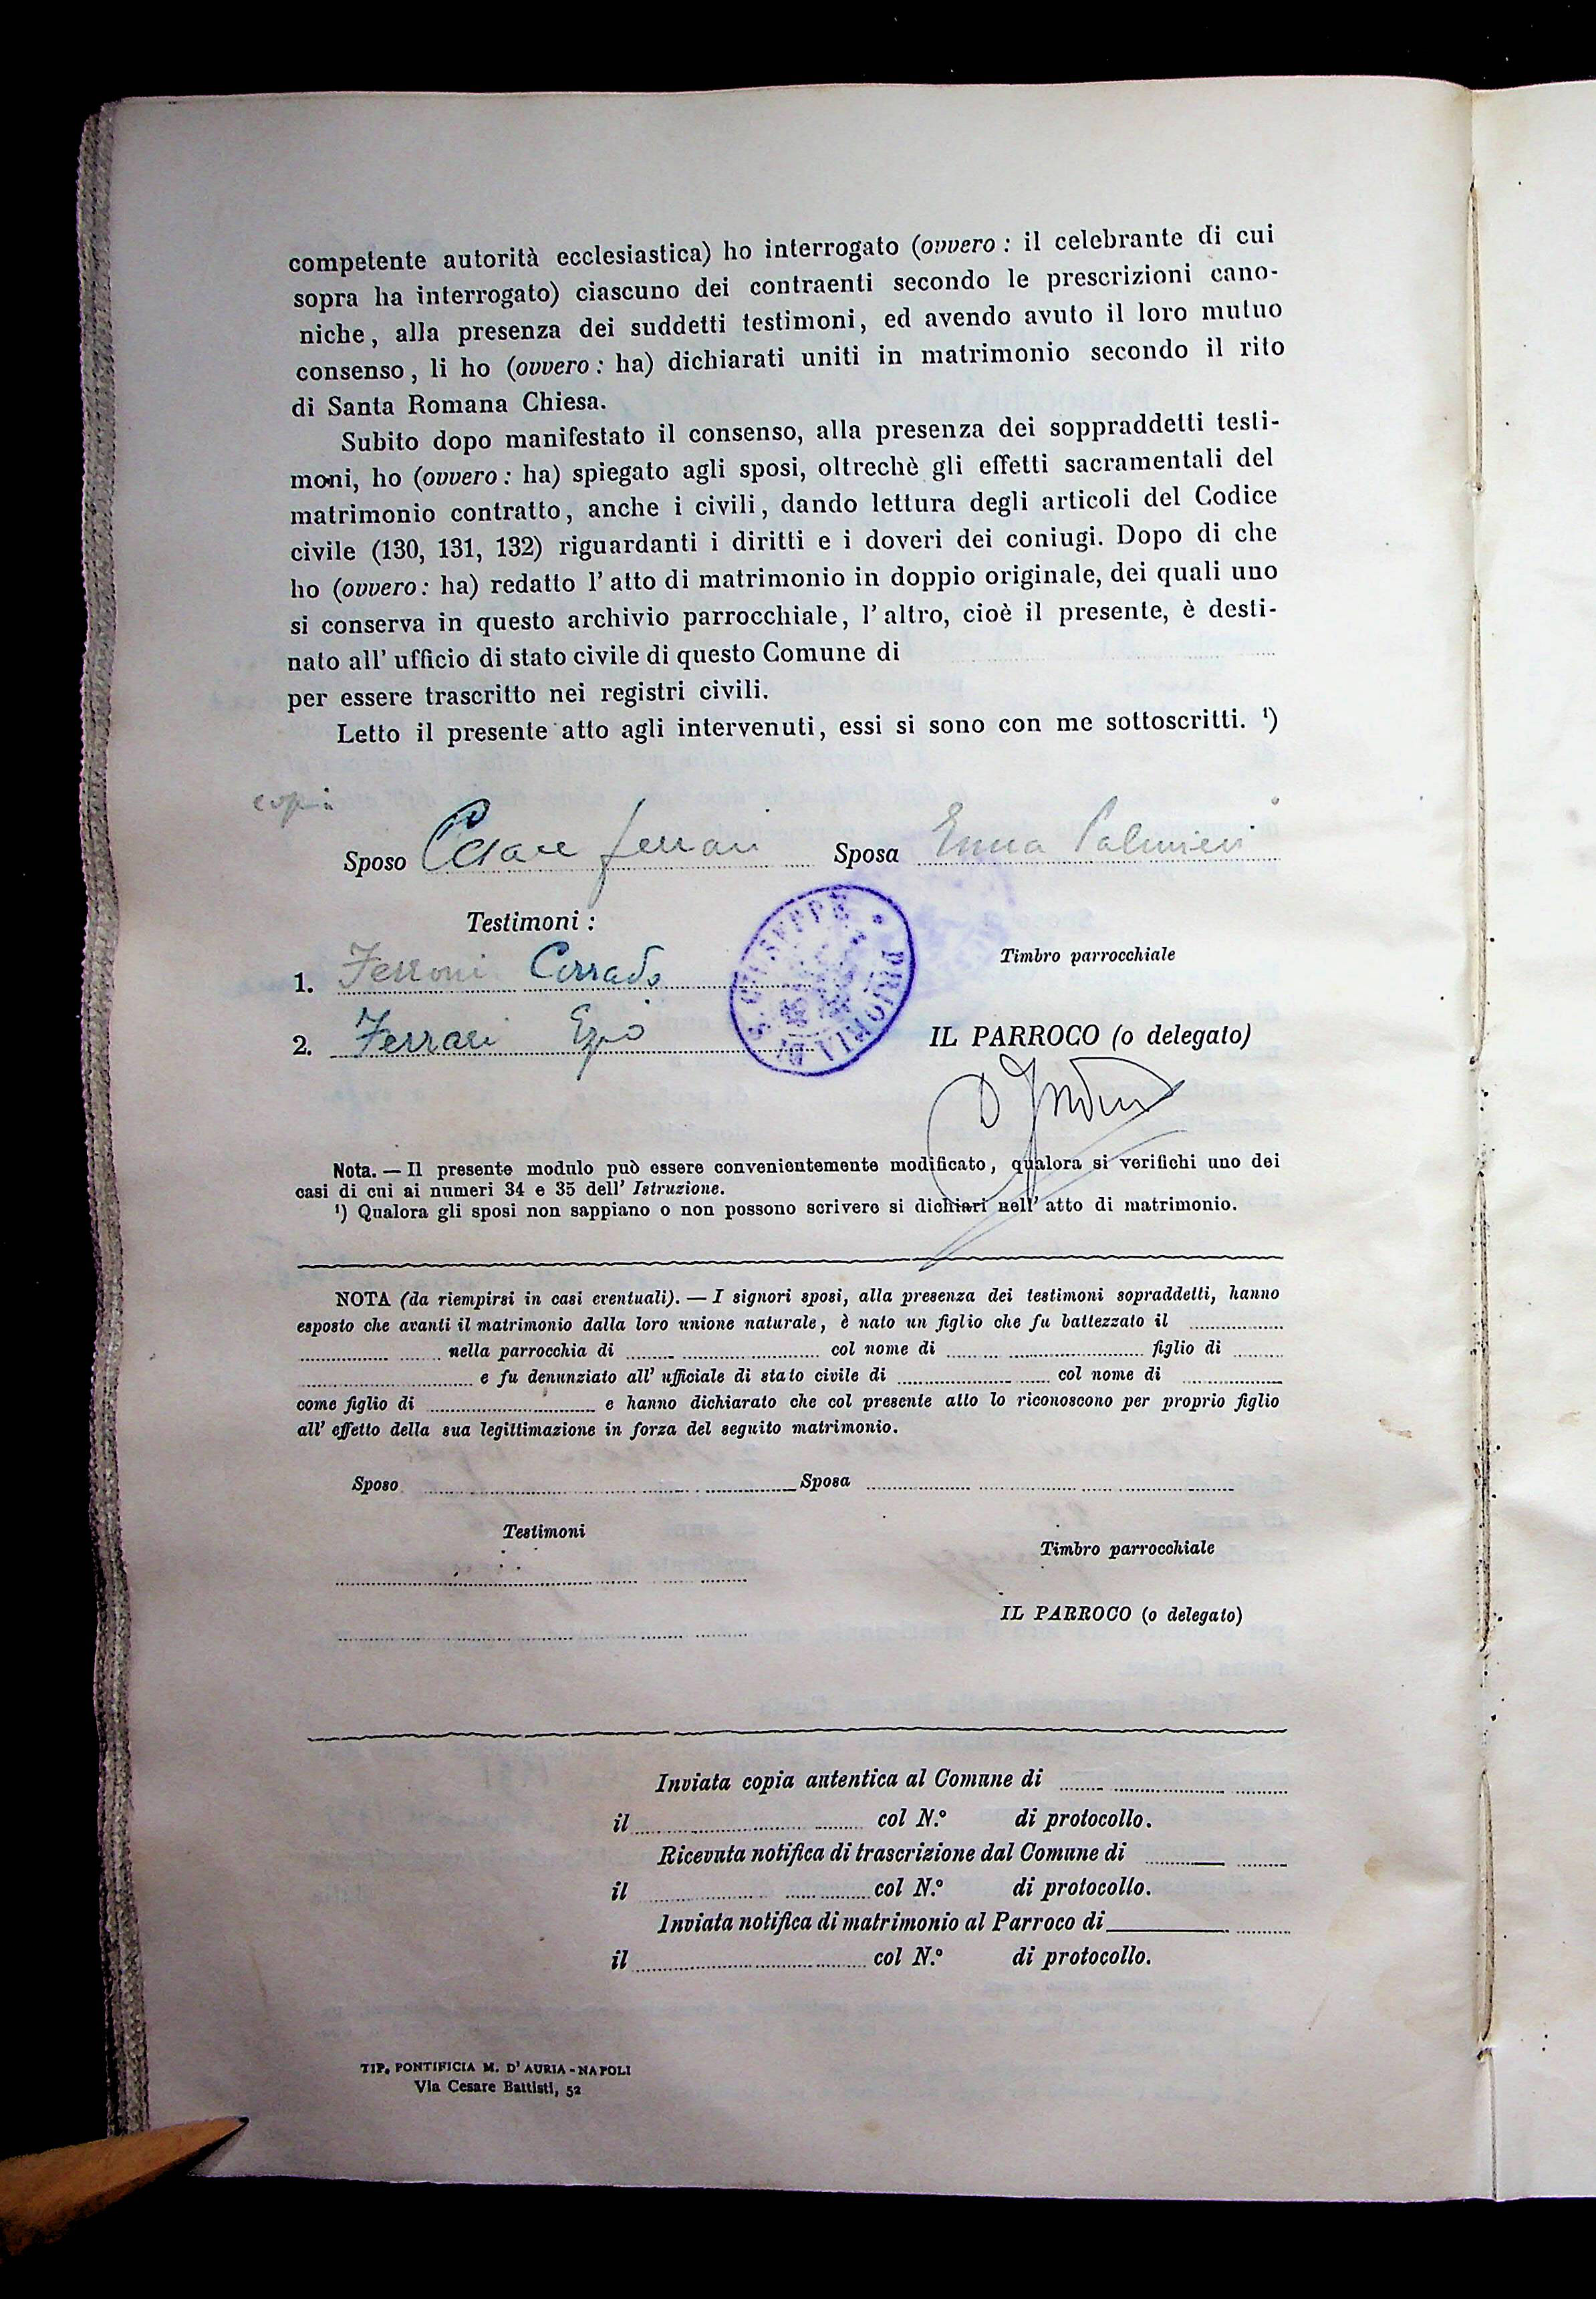 competente autorità ecclesiastica) ho interrogato (ovvero : il celebrante di cui
sopra ha interrogato) ciascuno dei contraenti secondo le prescrizioni cano-
niche, alla presenza dei suddetti testimoni, ed avendo avuto il loro mutuo
consenso, li ho (ovvero : ha) dichiarati uniti in matrimonio secondo il rito
di Santa Romana Chiesa.
Subito dopo manifestato il consenso, alla presenza dei soppraddetti testi-
moni, ho (ovvero : ha) spiegato agli sposi, oltrechè gli effetti sacramentali del
matrimonio contratto, anche i civili, dando lettura degli articoli del Codice
civile (130, 131, 132) riguardanti i diritti e i doveri dei coniugi. Dopo di che
ho (ovvero : ha) redatto l' atto di matrimonio in doppio originale, dei quali uno
si conserva in questo archivio parrocchiale, l' altro, cioè il presente, è desti-
nato all' ufficio di stato civile di questo Comune di
per essere trascritto nei registri civili.
Letto il presente atto agli intervenuti, essi si sono con me sottoscritti. ¹)
copia
Sposo Cesare Ferrari Sposa Emma Palmieri
Testimoni :
Timbro parrocchiale
1. Ferroni Corrado
PRIORIA DI S. GIUSEPPE
2. Ferrari Ezio
IL PARROCO (o delegato)
Nota. — Il presente modulo può essere convenientemente modificato, qualora si verifichi uno dei
casi di cui ai numeri 34 e 35 dell' Istruzione.
¹) Qualora gli sposi non sappiano o non possono scrivere si dichiari nell' atto di matrimonio.
NOTA (da riempirsi in casi eventuali). — I signori sposi, alla presenza dei testimoni sopraddetti, hanno
esposto che avanti il matrimonio dalla loro unione naturale, è nato un figlio che fu battezzato il
nella parrocchia di col nome di figlio di
e fu denunziato all' ufficiale di stato civile di col nome di
come figlio di e hanno dichiarato che col presente atto lo riconoscono per proprio figlio
all' effetto della sua legittimazione in forza del seguito matrimonio.
Sposo Sposa
Testimoni
Timbro parrocchiale
IL PARROCO (o delegato)
Inviata copia autentica al Comune di
il col N.º di protocollo.
Ricevuta notifica di trascrizione dal Comune di
il col N.º di protocollo.
Inviata notifica di matrimonio al Parroco di
il col N.º di protocollo.
TIP. PONTIFICIA M. D' AURIA - NAPOLI
Via Cesare Battisti, 52